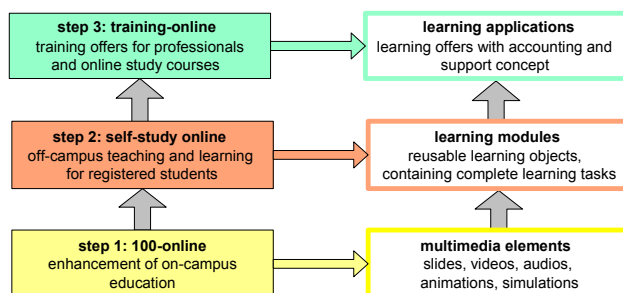 step 3: training-online
training offers for professionals
and online study courses
learning applications
learning offers with accounting and
support concept
step 2: self-study online
off-campus teaching and learning
for registered students
learning modules
reusable learning objects,
containing complete learning tasks
step 1: 100-online
enhancement of on-campus
education
multimedia elements
slides, videos, audios,
animations, simulations